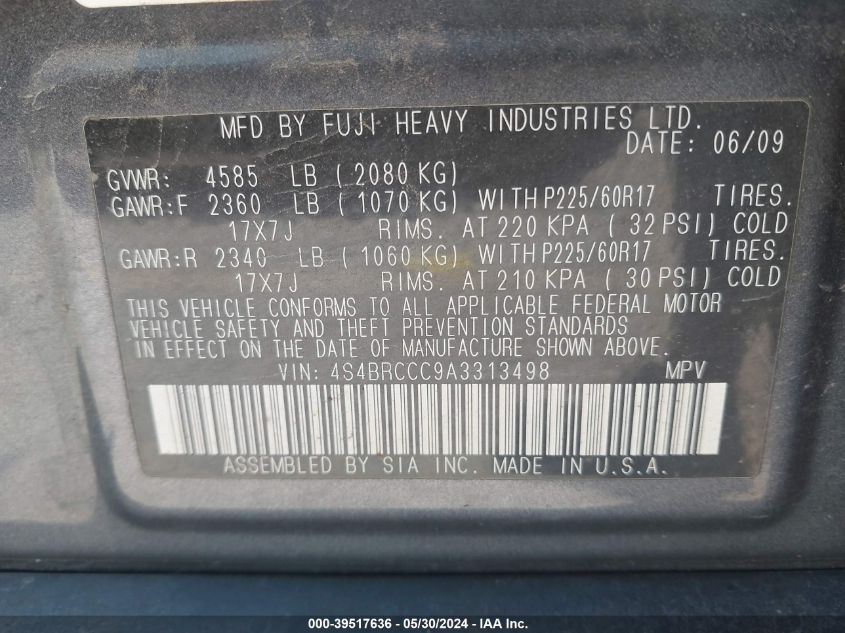 MFD BY FUJI HEAVY INDUSTRIES LTD.
DATE: 06/09
GVWR: 4585 LB ( 2080 KG)
GAWR:F 2360 LB ( 1070 KG) WITH P225/60R17 TIRES.
17X7J RIMS. AT 220 KPA ( 32 PSI) COLD
GAWR:R 2340 LB ( 1060 KG) WITH P225/60R17 TIRES.
17X7J RIMS. AT 210 KPA ( 30 PSI) COLD
THIS VEHICLE CONFORMS TO ALL APPLICABLE FEDERAL MOTOR
VEHICLE SAFETY AND THEFT PREVENTION STANDARDS
IN EFFECT ON THE DATE OF MANUFACTURE SHOWN ABOVE.
VIN: 4S4BRCCC9A3313498 MPV
ASSEMBLED BY SIA INC. MADE IN U.S.A.
000-39517636 - 05/30/2024 - IAA Inc.